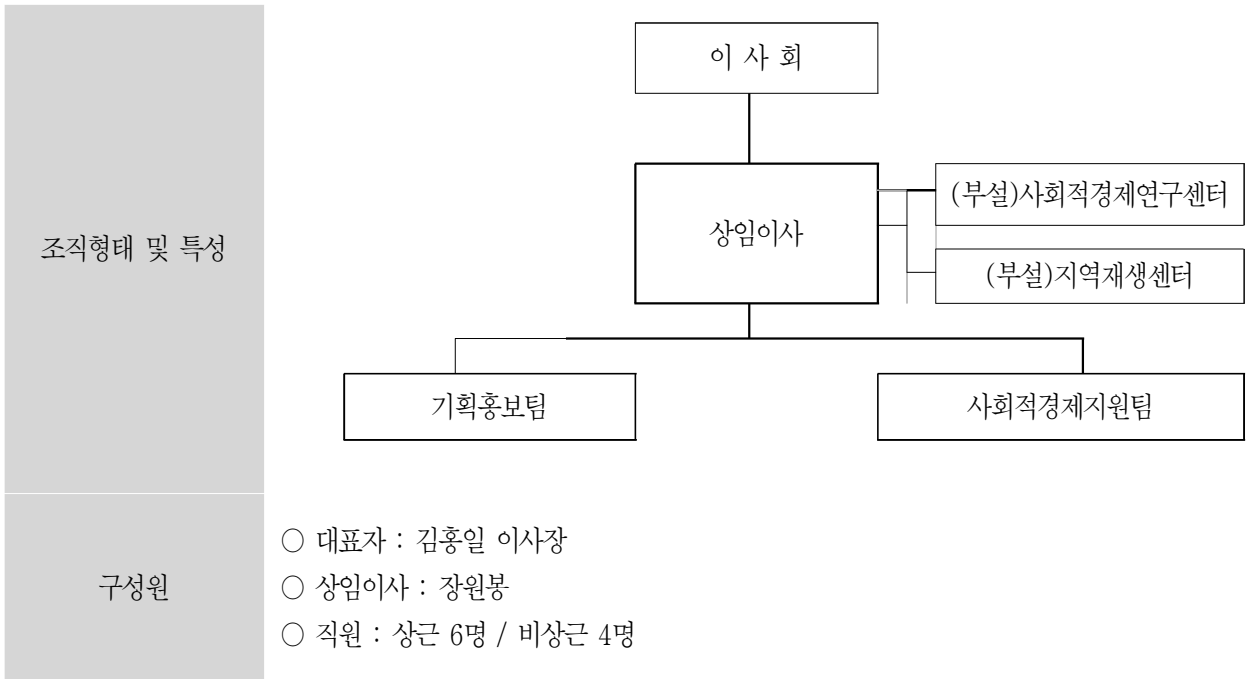 이 사 회
상임이사
(부설)사회적경제연구센터
조직형태 및 특성
(부설)지역재생센터
기획홍보팀
사회적경제지원팀
구성원
○ 대표자 : 김홍일 이사장
○ 상임이사 : 장원봉
○ 직원 : 상근 6명 / 비상근 4명